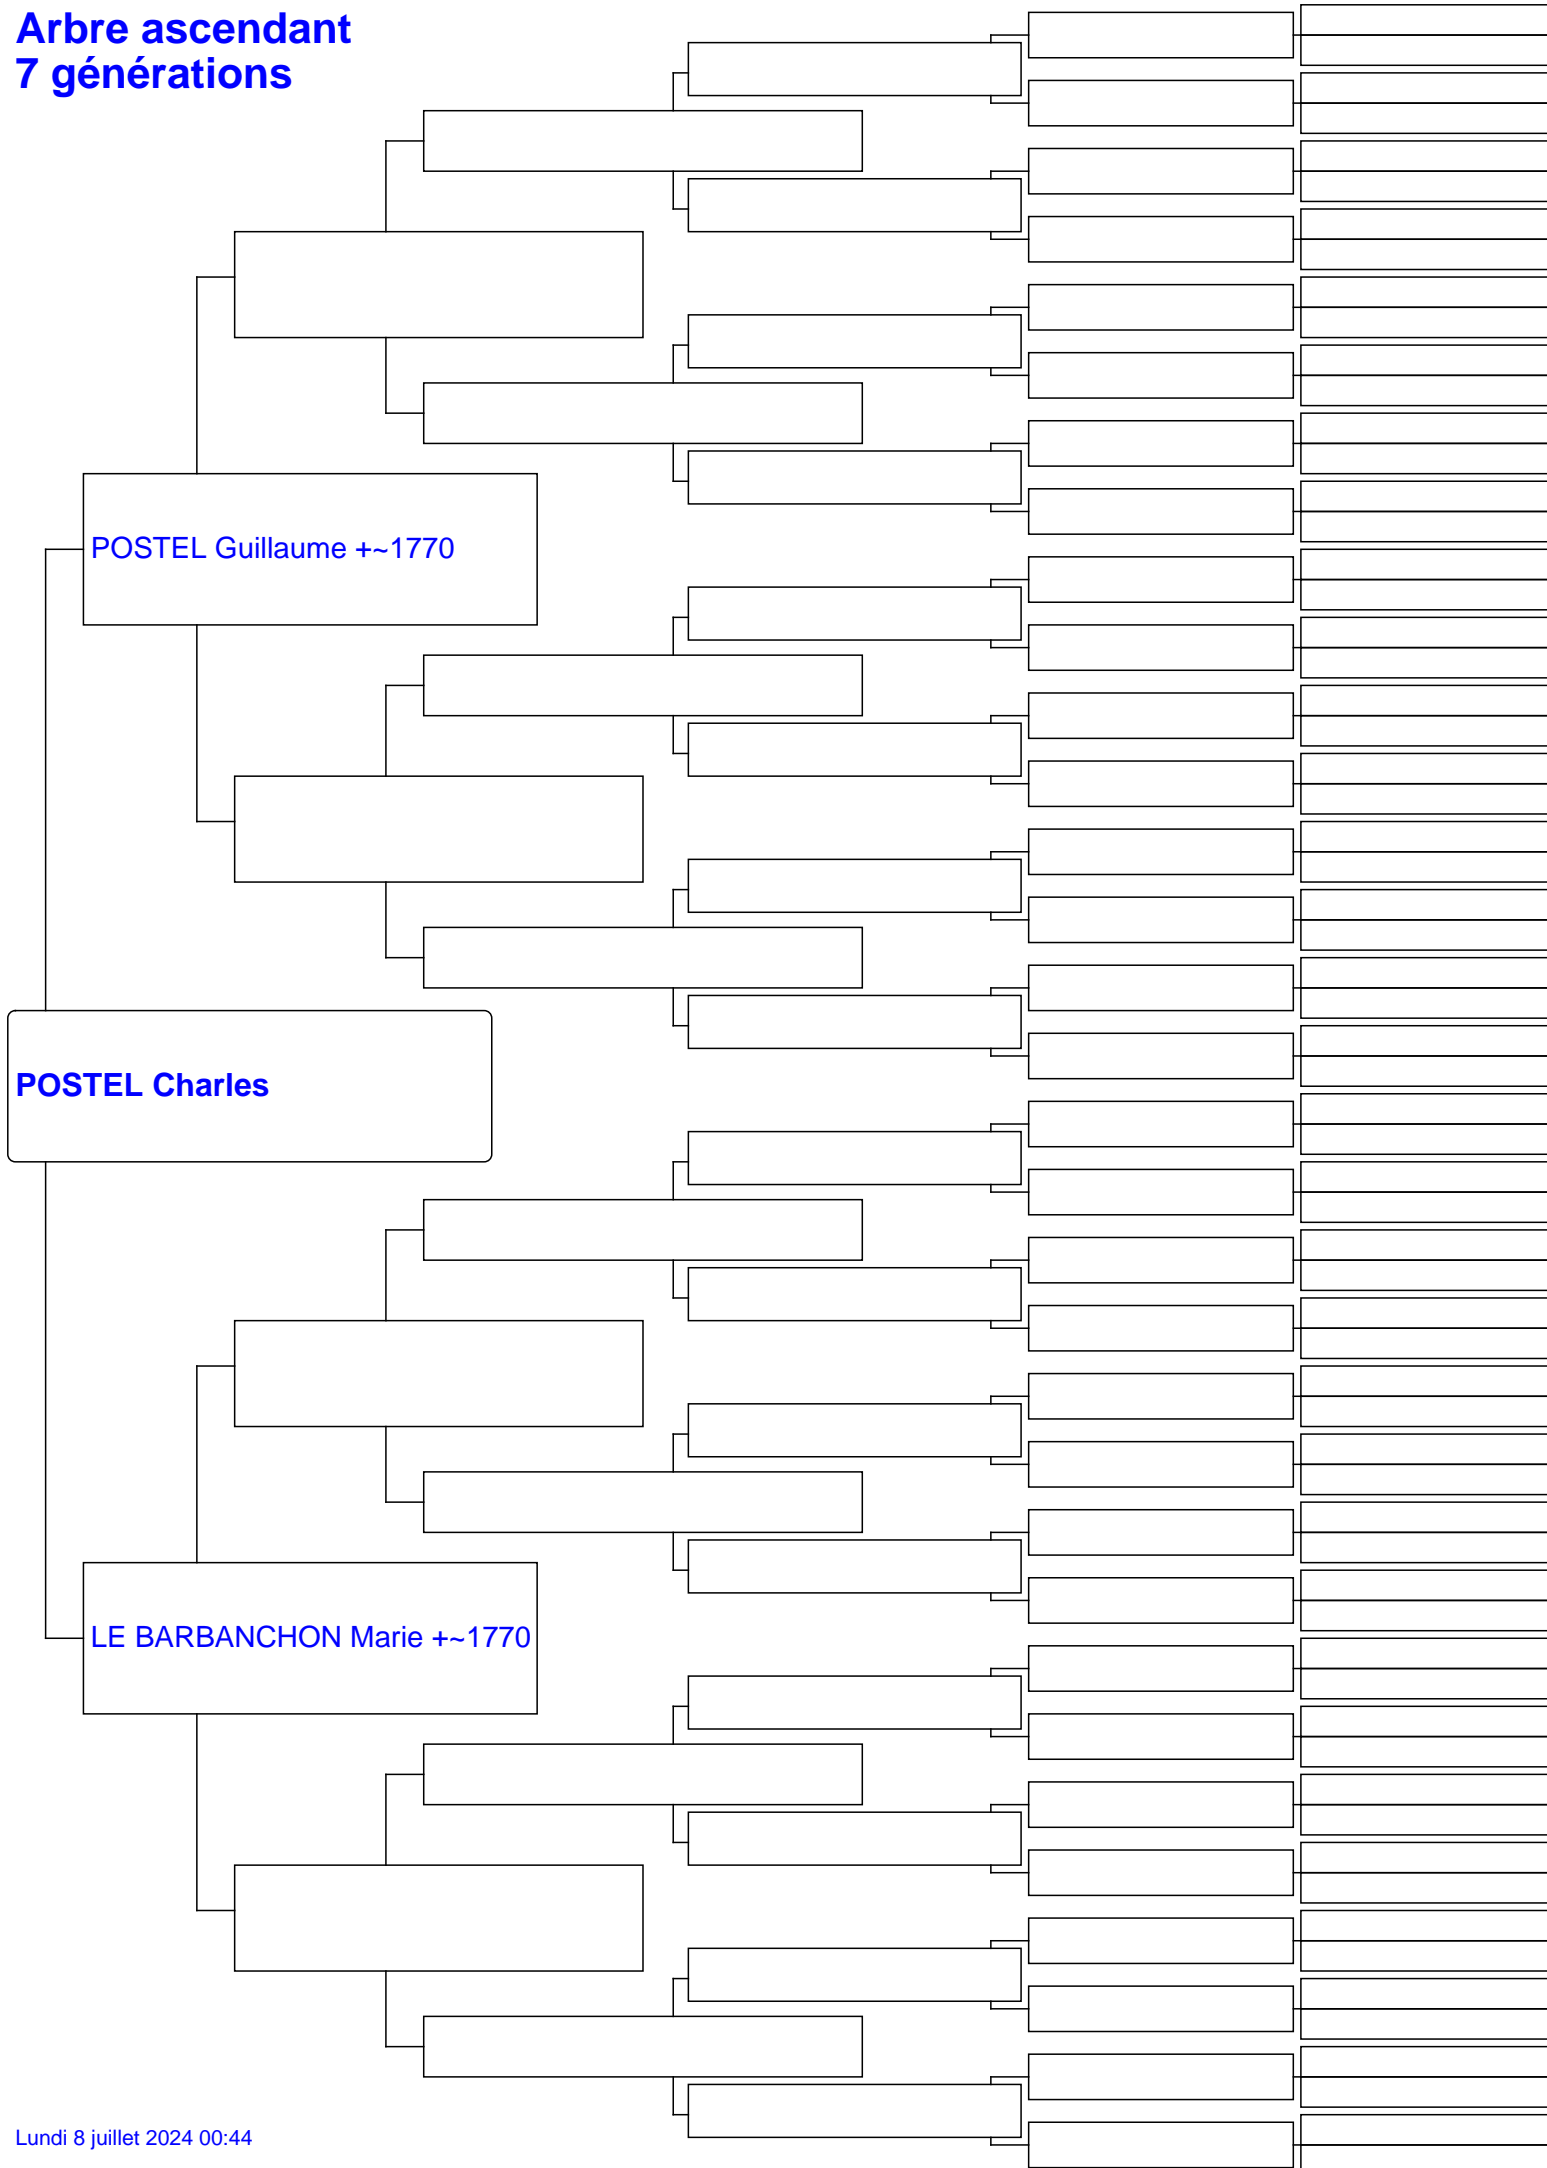 Arbre ascendant
7 générations
POSTEL Guillaume +~1770
POSTEL Charles
LE BARBANCHON Marie +~1770
Lundi 8 juillet 2024 00:44